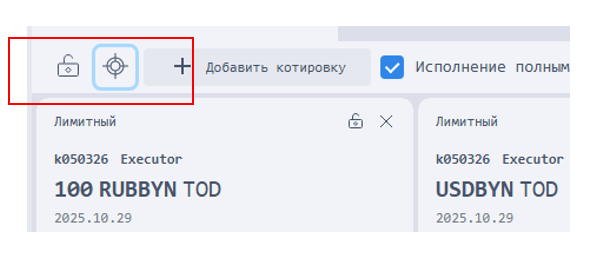 + Добавить котировку Исполнение полным
Лимитный Лимитный
k050326 Executor k050326 Executor
100 RUBBYN TOD USDBYN TOD
2025.10.29 2025.10.29